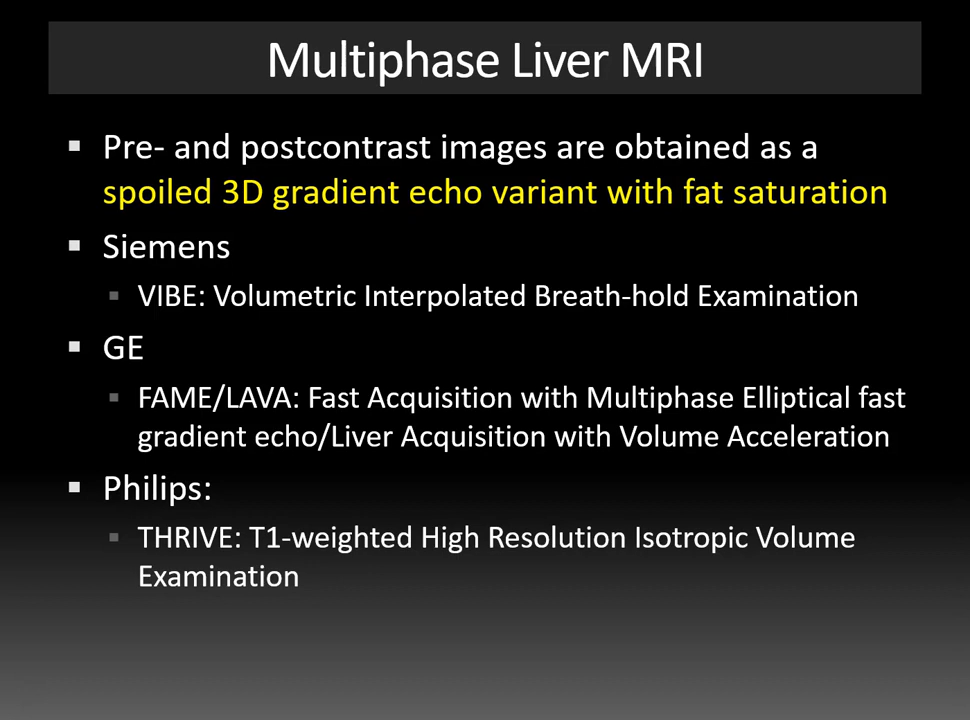 Multiphase Liver MRI
Pre- and postcontrast images are obtained as a
spoiled 3D gradient echo variant with fat saturation
Siemens
VIBE: Volumetric Interpolated Breath-hold Examination
GE
FAME/LAVA: Fast Acquisition with Multiphase Elliptical fast
gradient echo/Liver Acquisition with Volume Acceleration
Philips:
THRIVE: T1-weighted High Resolution Isotropic Volume
Examination